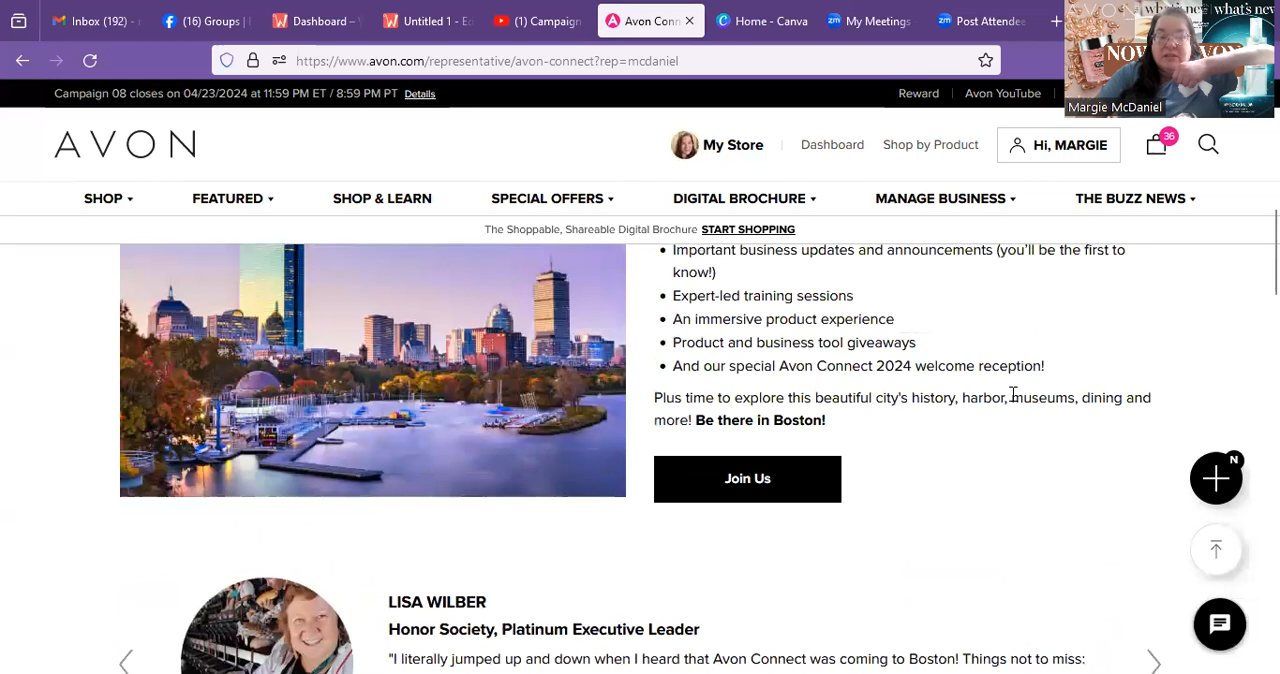 Inbox (192) -
(16) Groups |
Dashboard –
Untitled 1 - E
(1) Campaign
Avon Conn
Home - Canva
My Meetings
Post Attende
https://www.avon.com/representative/avon-connect?rep=mcdaniel
AVON
what's new
what's new
NOW
AVON
Margie McDaniel
Campaign 08 closes on 04/23/2024 at 11:59 PM ET / 8:59 PM PT Details
Reward
Avon YouTube
AVON
My Store
Dashboard
Shop by Product
Hi, MARGIE
36
SHOP
FEATURED
SHOP & LEARN
SPECIAL OFFERS
DIGITAL BROCHURE
MANAGE BUSINESS
THE BUZZ NEWS
The Shoppable, Shareable Digital Brochure START SHOPPING
• Important business updates and announcements (you'll be the first to
know!)
• Expert-led training sessions
• An immersive product experience
• Product and business tool giveaways
• And our special Avon Connect 2024 welcome reception!
Plus time to explore this beautiful city's history, harbor, museums, dining and
more! Be there in Boston!
Join Us
N
LISA WILBER
Honor Society, Platinum Executive Leader
"I literally jumped up and down when I heard that Avon Connect was coming to Boston! Things not to miss: